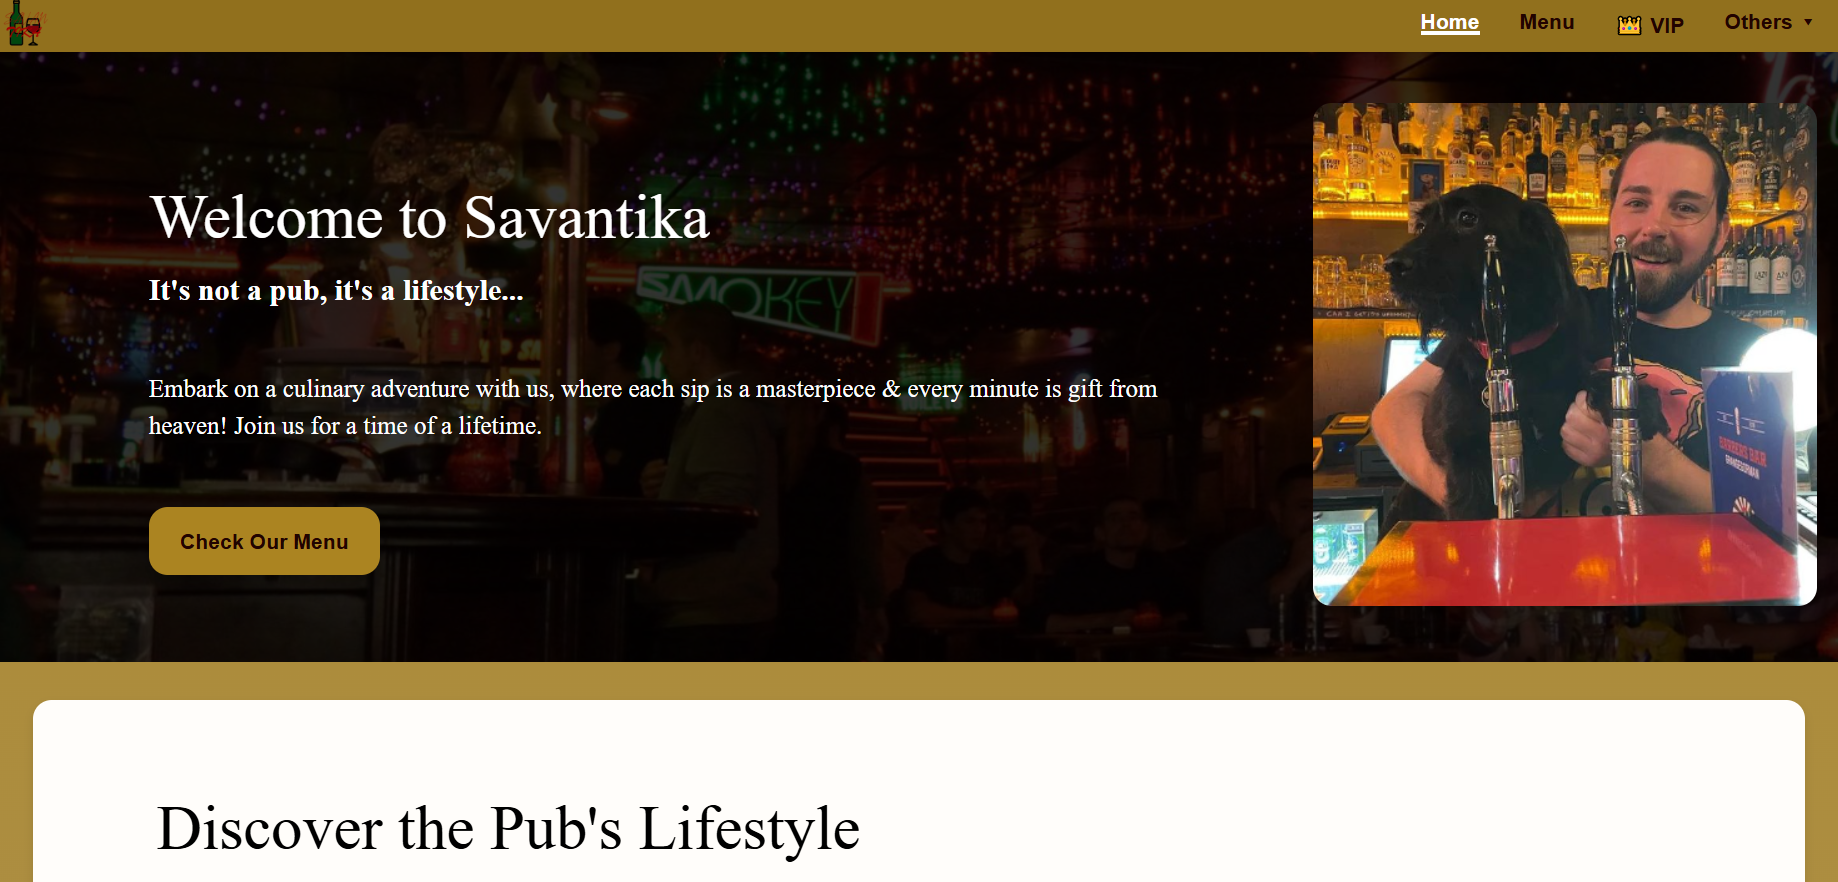 Home Menu VIP Others
Welcome to Savantika
It's not a pub, it's a lifestyle...
SMOKEY
Embark on a culinary adventure with us, where each sip is a masterpiece & every minute is gift from
heaven! Join us for a time of a lifetime.
Check Our Menu
BAR
Discover the Pub's Lifestyle